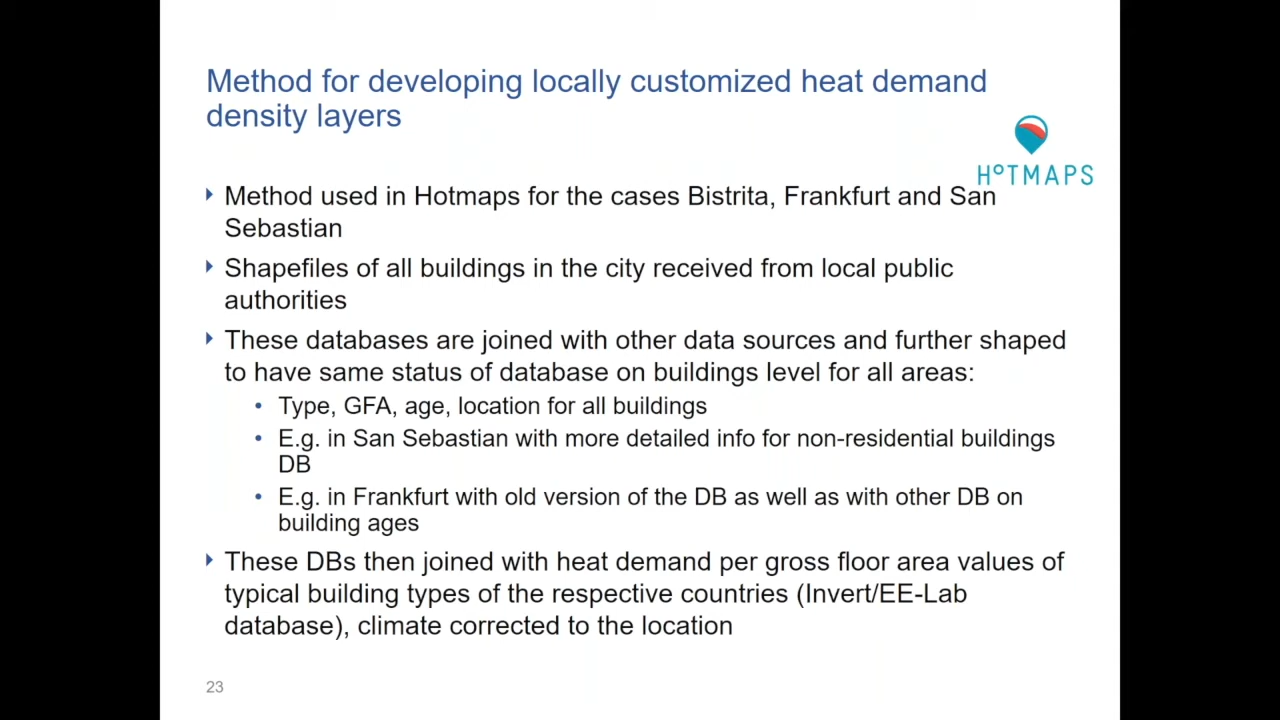 Method for developing locally customized heat demand
density layers
H°TMAPS
Method used in Hotmaps for the cases Bistrita, Frankfurt and San
Sebastian
Shapefiles of all buildings in the city received from local public
authorities
These databases are joined with other data sources and further shaped
to have same status of database on buildings level for all areas:
• Type, GFA, age, location for all buildings
• E.g. in San Sebastian with more detailed info for non-residential buildings
DB
• E.g. in Frankfurt with old version of the DB as well as with other DB on
building ages
These DBs then joined with heat demand per gross floor area values of
typical building types of the respective countries (Invert/EE-Lab
database), climate corrected to the location
23